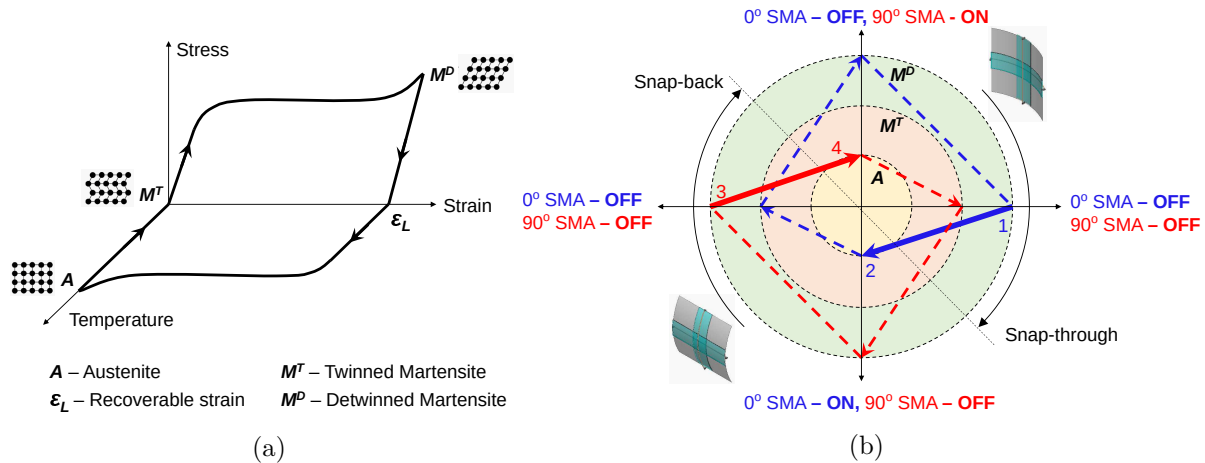 Stress
M^D
M^T
Strain
ε_L
A
Temperature
A – Austenite
M^T – Twinned Martensite
ε_L – Recoverable strain
M^D – Detwinned Martensite
(a)
0° SMA – OFF, 90° SMA - ON
Snap-back
M^D
M^T
4
3
A
0° SMA – OFF
90° SMA – OFF
0° SMA – OFF
90° SMA – OFF
1
2
Snap-through
0° SMA – ON, 90° SMA – OFF
(b)